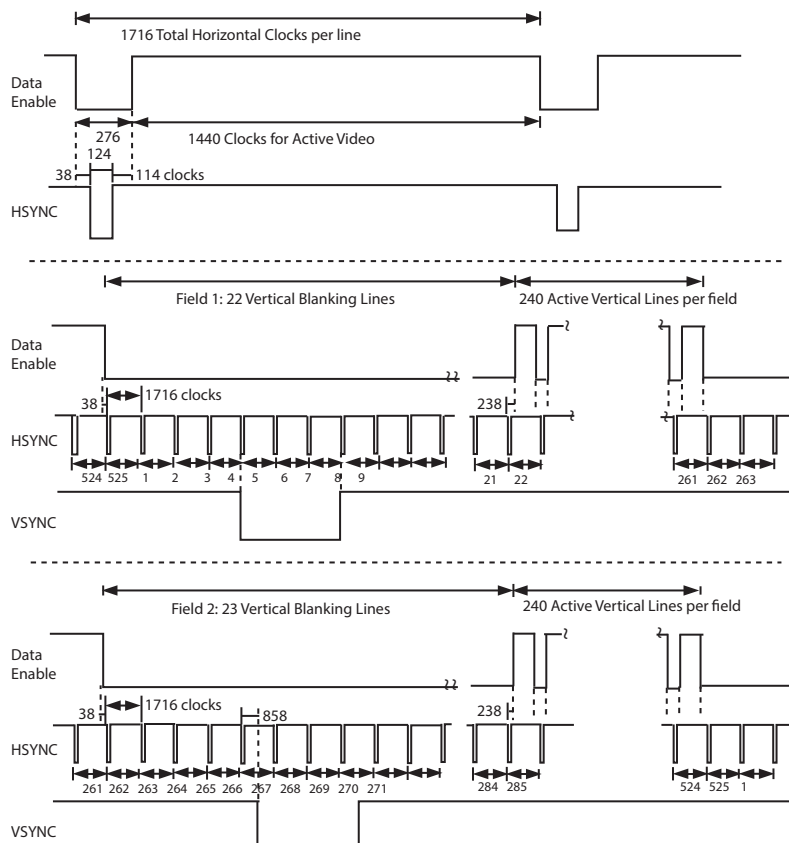 1716 Total Horizontal Clocks per line
Data
Enable
276
1440 Clocks for Active Video
124
38
114 clocks
HSYNC
Field 1: 22 Vertical Blanking Lines
240 Active Vertical Lines per field
Data
Enable
38
1716 clocks
238
HSYNC
524 525 1 2 3 4 5 6 7 8 9 21 22 261 262 263
VSYNC
Field 2: 23 Vertical Blanking Lines
240 Active Vertical Lines per field
Data
Enable
38
1716 clocks
858
238
HSYNC
261 262 263 264 265 266 267 268 269 270 271 284 285 524 525 1
VSYNC